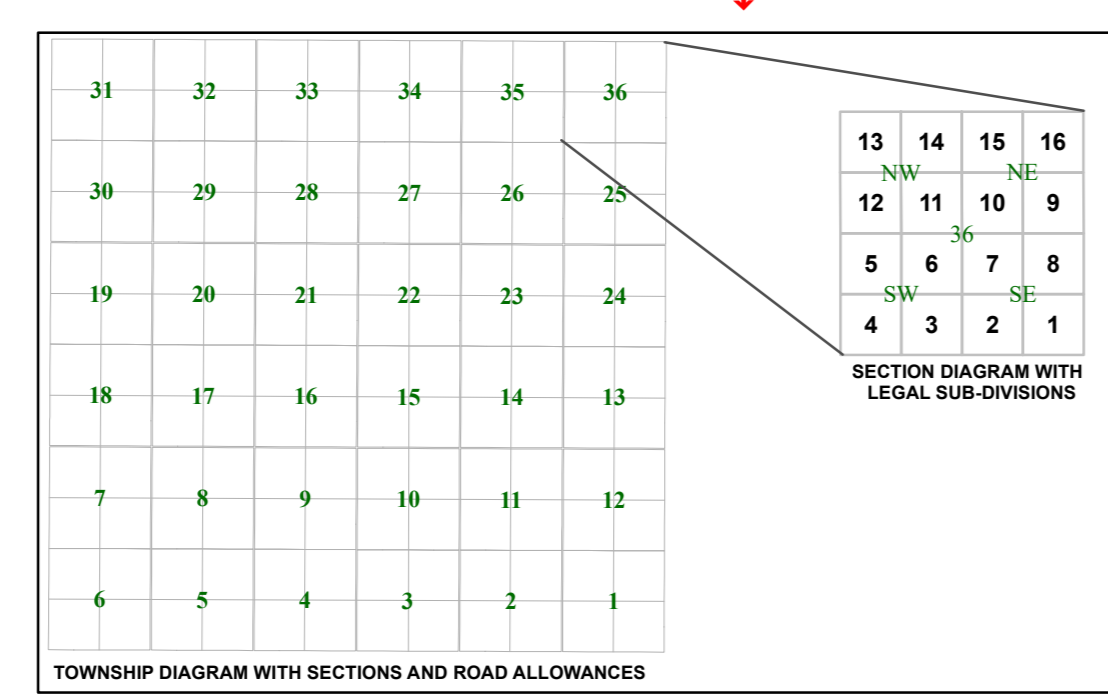 31 32 33 34 35 36
30 29 28 27 26 25
19 20 21 22 23 24
18 17 16 15 14 13
7 8 9 10 11 12
6 5 4 3 2 1
TOWNSHIP DIAGRAM WITH SECTIONS AND ROAD ALLOWANCES
13 14 15 16
NW NE
12 11 10 9
36
5 6 7 8
SW SE
4 3 2 1
SECTION DIAGRAM WITH
LEGAL SUB-DIVISIONS